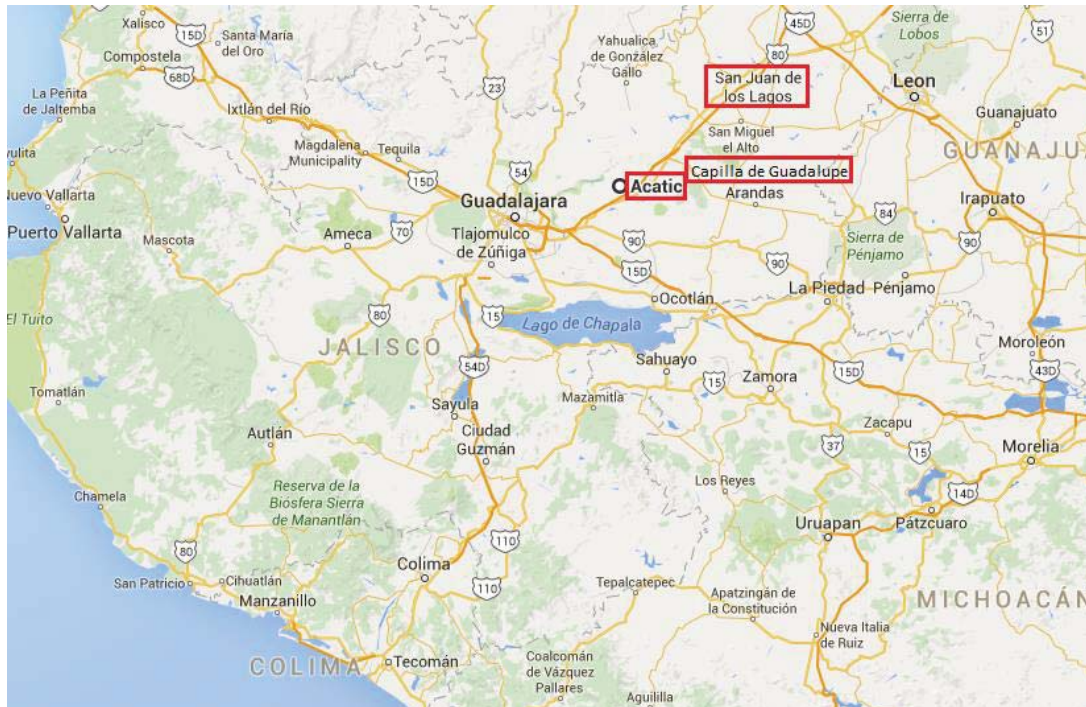 Xalisco
15D
Santa María
del Oro
Compostela
68D
La Peñita
de Jaltemba
Ixtlán del Río
23
Yahualica
de González
Gallo
45D
Sierra de
Lobos
51
80
San Juan de
los Lagos
Leon
Guanajuato
San Miguel
el Alto
Magdalena
Municipality
Tequila
15D
54
GUANAJU
Capilla de Guadalupe
Acatic
Arandas
Guadalajara
Nuevo Vallarta
Puerto Vallarta
Mascota
Ameca
70
Tlajomulco
de Zúñiga
90
15D
84
Irapuato
Sierra de
Pénjamo
90
90
La Piedad
Pénjamo
Ocotlán
El Tuito
80
15
Lago de Chapala
JALISCO
54D
Sahuayo
15
Zamora
15D
Moroleón
43D
Tomatlán
Sayula
Mazamitla
Ciudad
Guzmán
Zacapu
Autlán
37
15
Morelia
Chamela
Reserva de la
Biósfera Sierra
de Manantlán
Los Reyes
14D
Uruapan
Pátzcuaro
80
110
Colima
110
San Patricio
Cihuatlán
Manzanillo
Tepalcatepec
Apatzingán de
la Constitución
MICHOACÁN
Nueva Italia
de Ruiz
COLIMA
Tecomán
Coalcomán
de Vázquez
Pallares
Aguililla